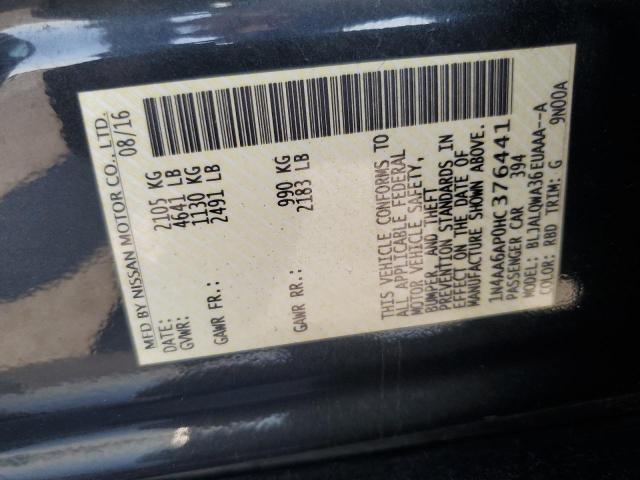 MFD BY NISSAN MOTOR CO., LTD.
DATE: 08/16
GVWR: 2105 KG
4641 LB
GAWR FR.: 1130 KG
2491 LB
GAWR RR.: 990 KG
2183 LB
THIS VEHICLE CONFORMS TO
ALL APPLICABLE FEDERAL
MOTOR VEHICLE SAFETY,
BUMPER, AND THEFT
PREVENTION STANDARDS IN
EFFECT ON THE DATE OF
MANUFACTURE SHOWN ABOVE.
1N4AA6AP0HC376441
PASSENGER CAR 394
MODEL: BLJALQWA36EUAAA--A
COLOR: RBD TRIM: G 9N00A